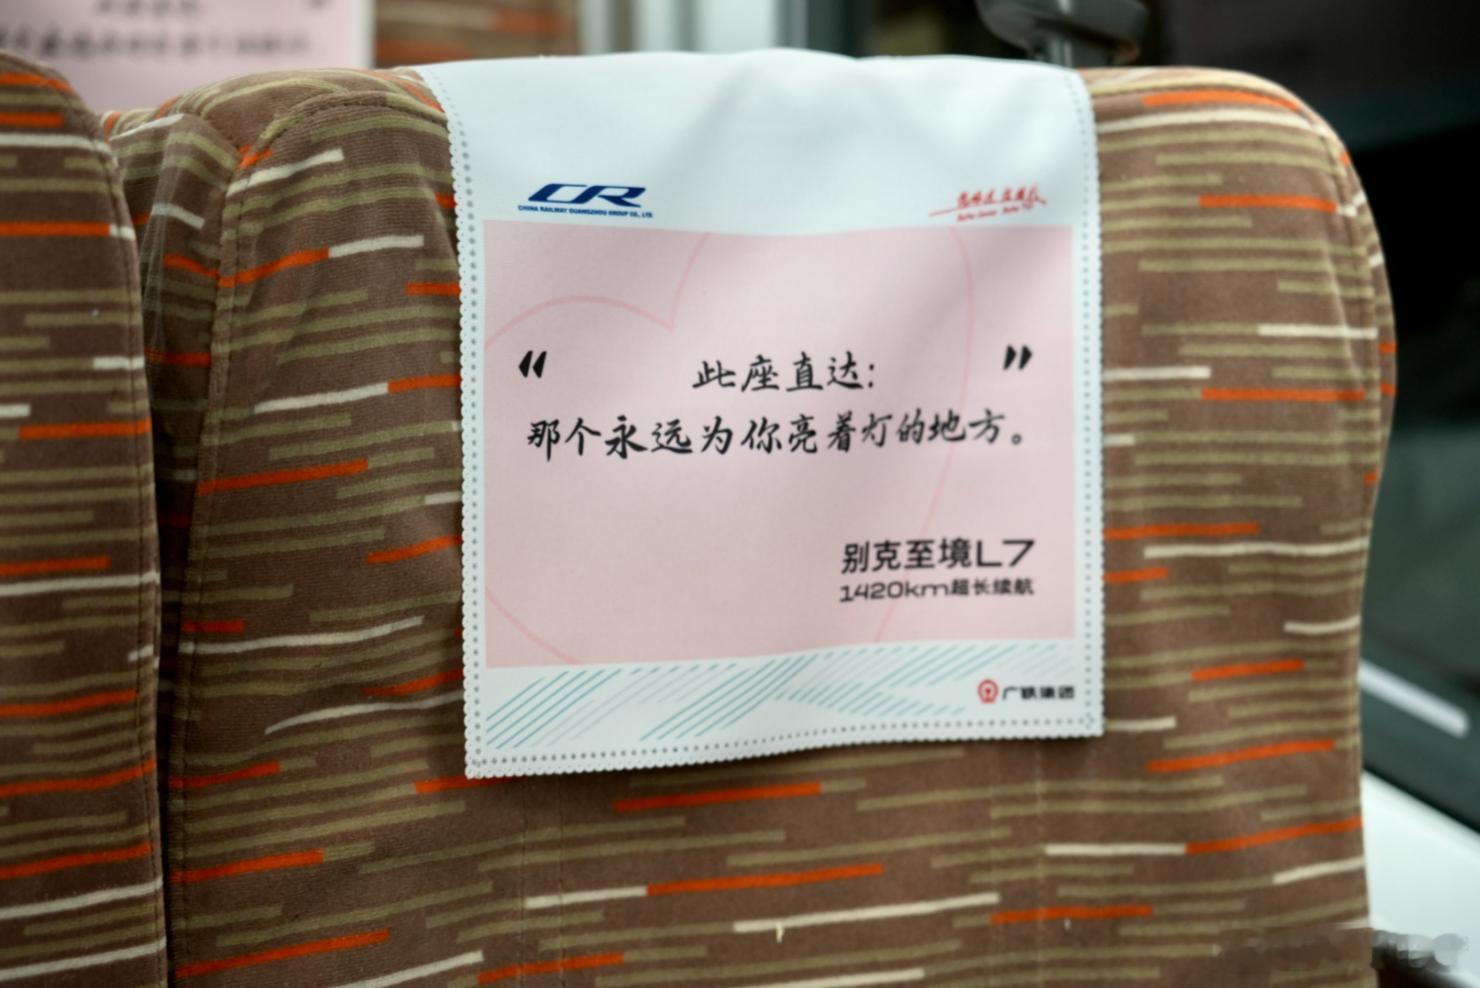 CR
CHINA RAILWAY GUANGZHOU GROUP CO., LTD.
“ 此座直达： ”
那个永远为你亮着灯的地方。
别克至境L7
1420km超长续航
广铁集团